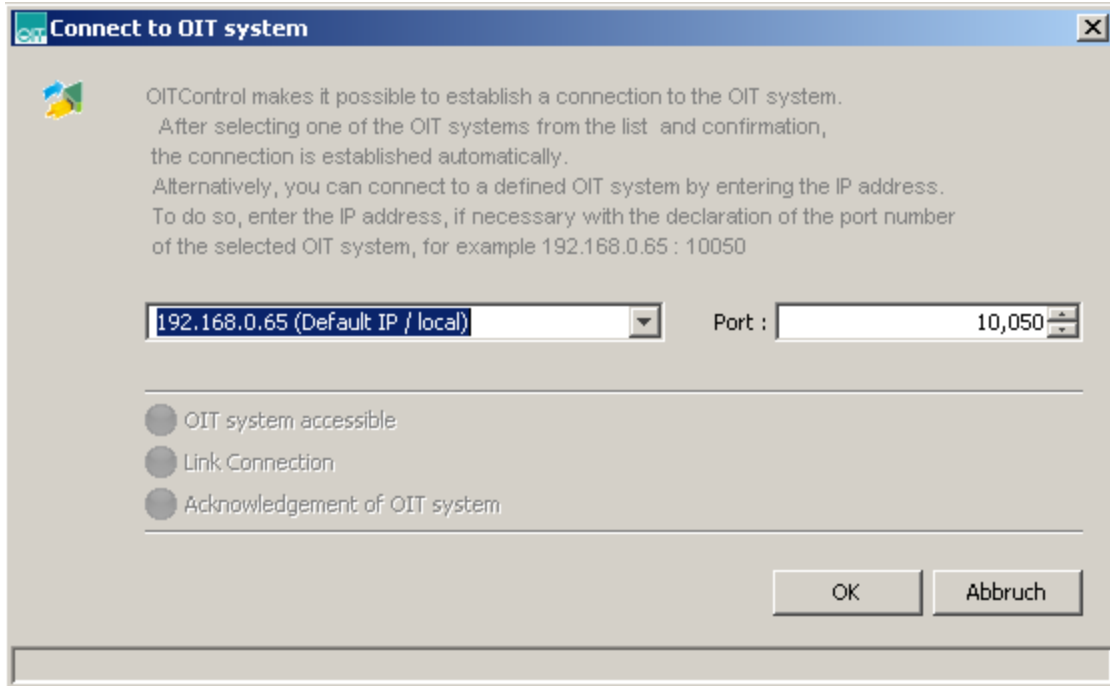 OIT Connect to OIT system
OITControl makes it possible to establish a connection to the OIT system.
After selecting one of the OIT systems from the list and confirmation,
the connection is established automatically.
Alternatively, you can connect to a defined OIT system by entering the IP address.
To do so, enter the IP address, if necessary with the declaration of the port number
of the selected OIT system, for example 192.168.0.65 : 10050
192.168.0.65 (Default IP / local) Port : 10,050
OIT system accessible
Link Connection
Acknowledgement of OIT system
OK Abbruch